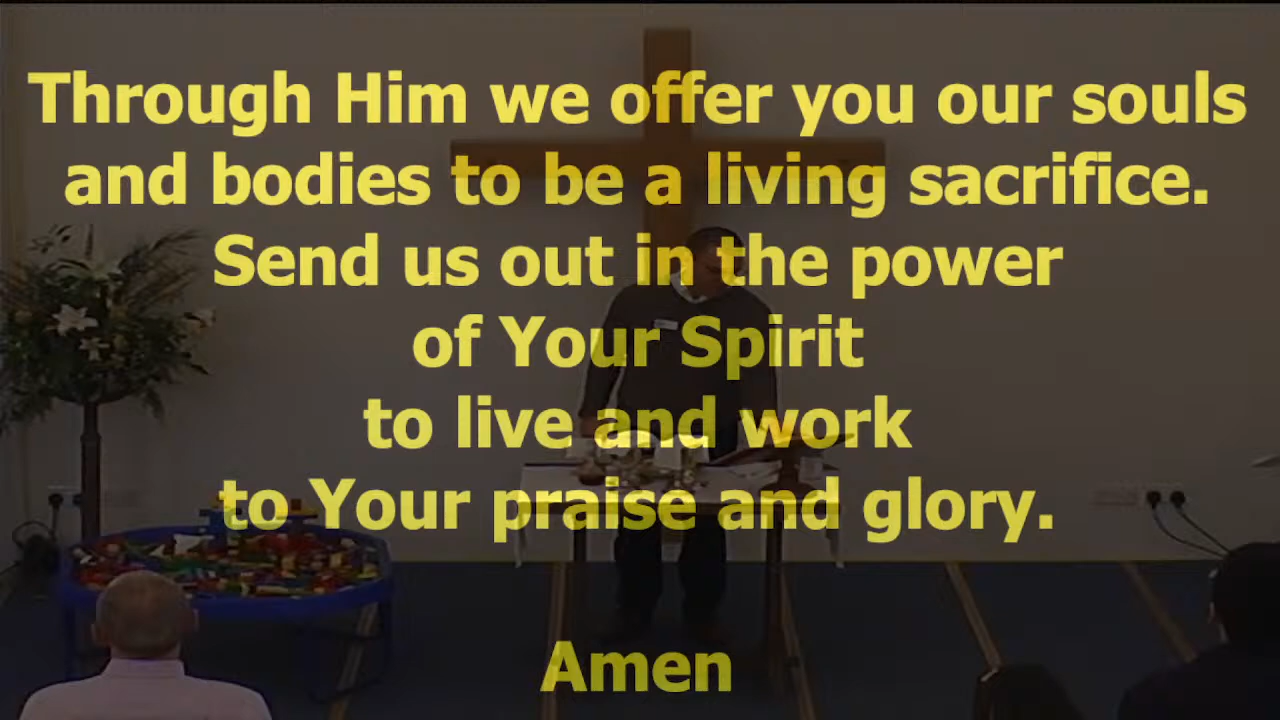 Through Him we offer you our souls
and bodies to be a living sacrifice.
Send us out in the power
of Your Spirit
to live and work
to Your praise and glory.
Amen